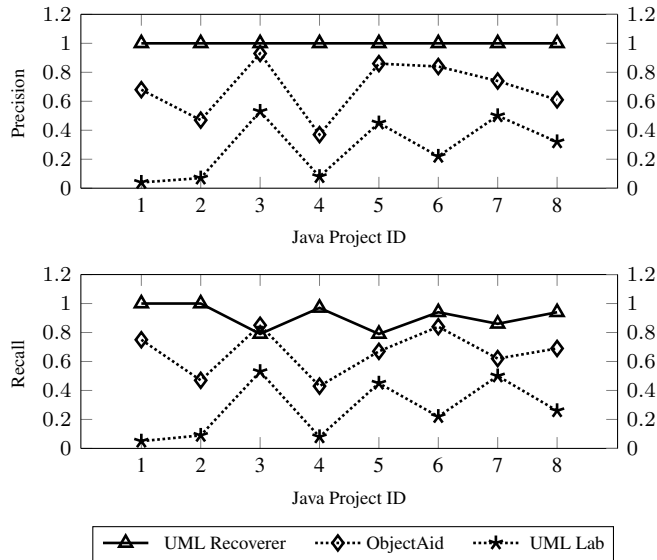 1.2 1.2
1 1
0.8 0.8
0.6 0.6
0.4 0.4
0.2 0.2
0 0
Precision
1 2 3 4 5 6 7 8
Java Project ID
1.2 1.2
1 1
0.8 0.8
0.6 0.6
0.4 0.4
0.2 0.2
0 0
Recall
1 2 3 4 5 6 7 8
Java Project ID
UML Recoverer ObjectAid UML Lab